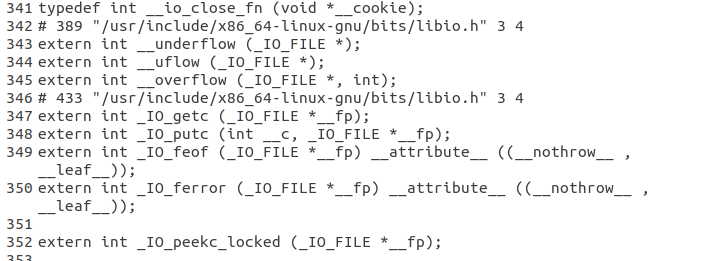 341 typedef int __io_close_fn (void *__cookie);
342 # 389 "/usr/include/x86_64-linux-gnu/bits/libio.h" 3 4
343 extern int __underflow (_IO_FILE *);
344 extern int __uflow (_IO_FILE *);
345 extern int __overflow (_IO_FILE *, int);
346 # 433 "/usr/include/x86_64-linux-gnu/bits/libio.h" 3 4
347 extern int _IO_getc (_IO_FILE *__fp);
348 extern int _IO_putc (int __c, _IO_FILE *__fp);
349 extern int _IO_feof (_IO_FILE *__fp) __attribute__ ((__nothrow__ ,
__leaf__));
350 extern int _IO_ferror (_IO_FILE *__fp) __attribute__ ((__nothrow__ ,
__leaf__));
351
352 extern int _IO_peekc_locked (_IO_FILE *__fp);
353